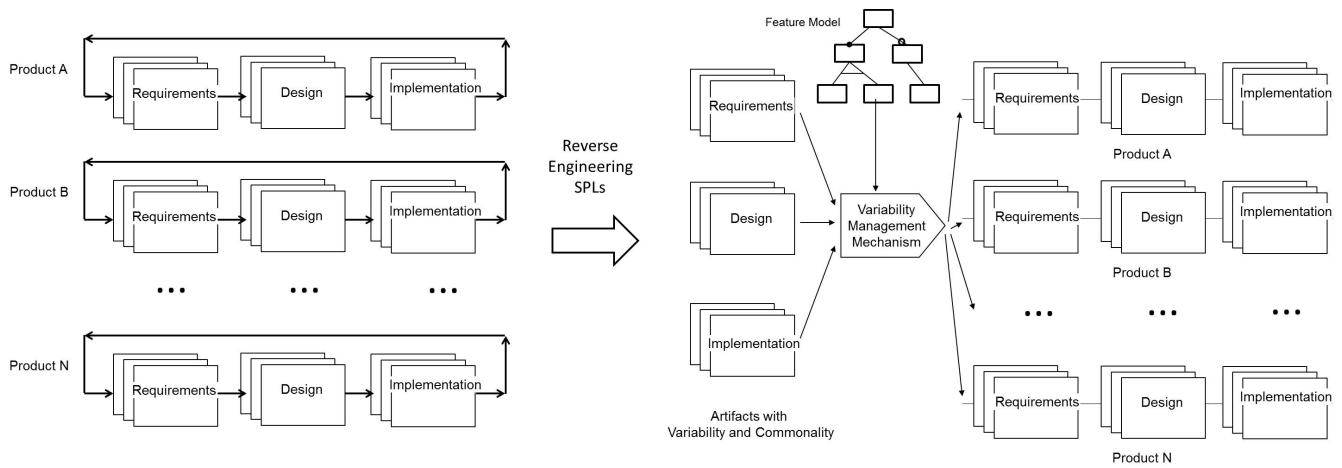 Product A
Requirements
Design
Implementation
Product B
Requirements
Design
Implementation
...
...
...
Product N
Requirements
Design
Implementation
Reverse
Engineering
SPLs
Feature Model
Requirements
Design
Implementation
Artifacts with
Variability and Commonality
Variability
Management
Mechanism
Requirements
Design
Implementation
Product A
Requirements
Design
Implementation
Product B
...
...
...
Requirements
Design
Implementation
Product N